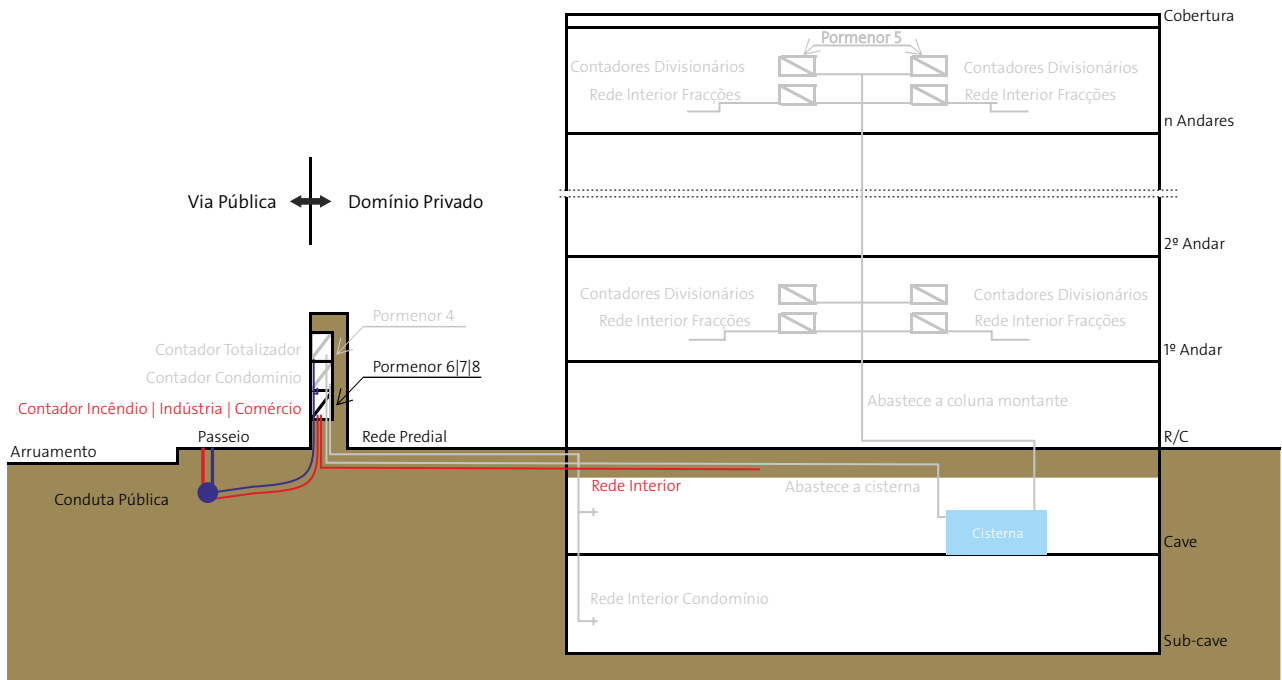 Cobertura
Pormenor 5
Contadores Divisionários
Contadores Divisionários
Rede Interior Fracções
Rede Interior Fracções
n Andares
Via Pública
Domínio Privado
2º Andar
Contadores Divisionários
Contadores Divisionários
Rede Interior Fracções
Rede Interior Fracções
Pormenor 4
Contador Totalizador
1º Andar
Pormenor 6|7|8
Contador Condomínio
Abastece a coluna montante
Contador Incêndio | Indústria | Comércio
Passeio
Rede Predial
R/C
Arruamento
Rede Interior
Abastece a cisterna
Conduta Pública
Cisterna
Cave
Rede Interior Condomínio
Sub-cave